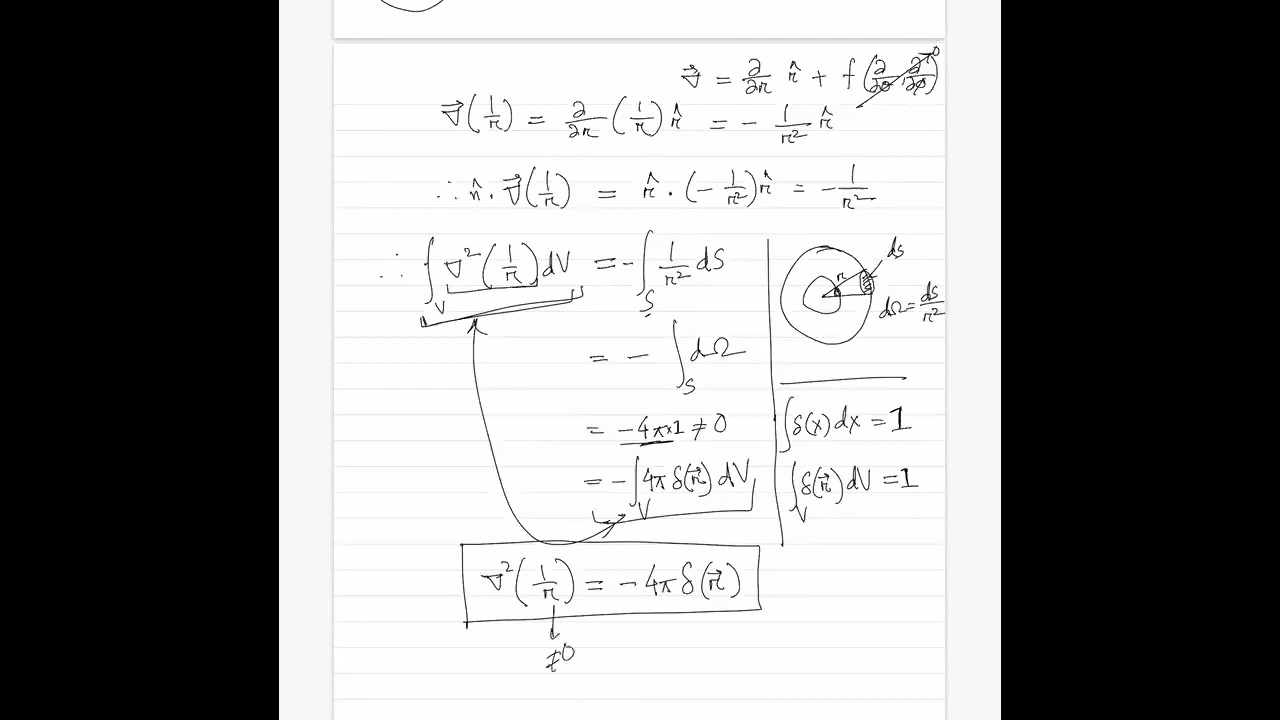 ∇⃗ = ∂/∂r r̂ + f(∂/∂θ, ∂/∂φ) → 0
∇⃗(1/r) = ∂/∂r (1/r) r̂ = - 1/r² r̂
∴ n̂ · ∇⃗(1/r) = r̂ · (- 1/r²) r̂ = - 1/r²
∴ ∫_V ∇² (1/r) dV = - ∫_S 1/r² dS
= - ∫_S dΩ
= -4π×1 ≠ 0
= - ∫_V 4π δ(r⃗) dV
∇²(1/r) = - 4π δ(r⃗)
≠0
r
ds
dΩ = ds/r²
∫δ(x) dx = 1
∫_V δ(r⃗) dV = 1